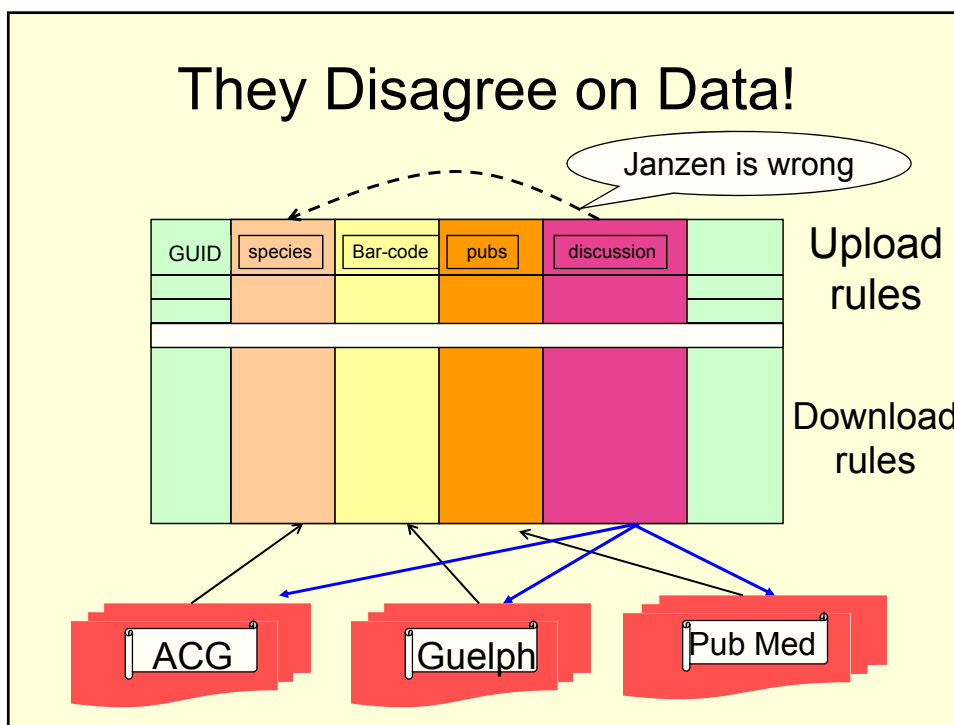 They Disagree on Data!
Janzen is wrong
GUID
species
Bar-code
pubs
discussion
Upload
rules
Download
rules
ACG
Guelph
Pub Med